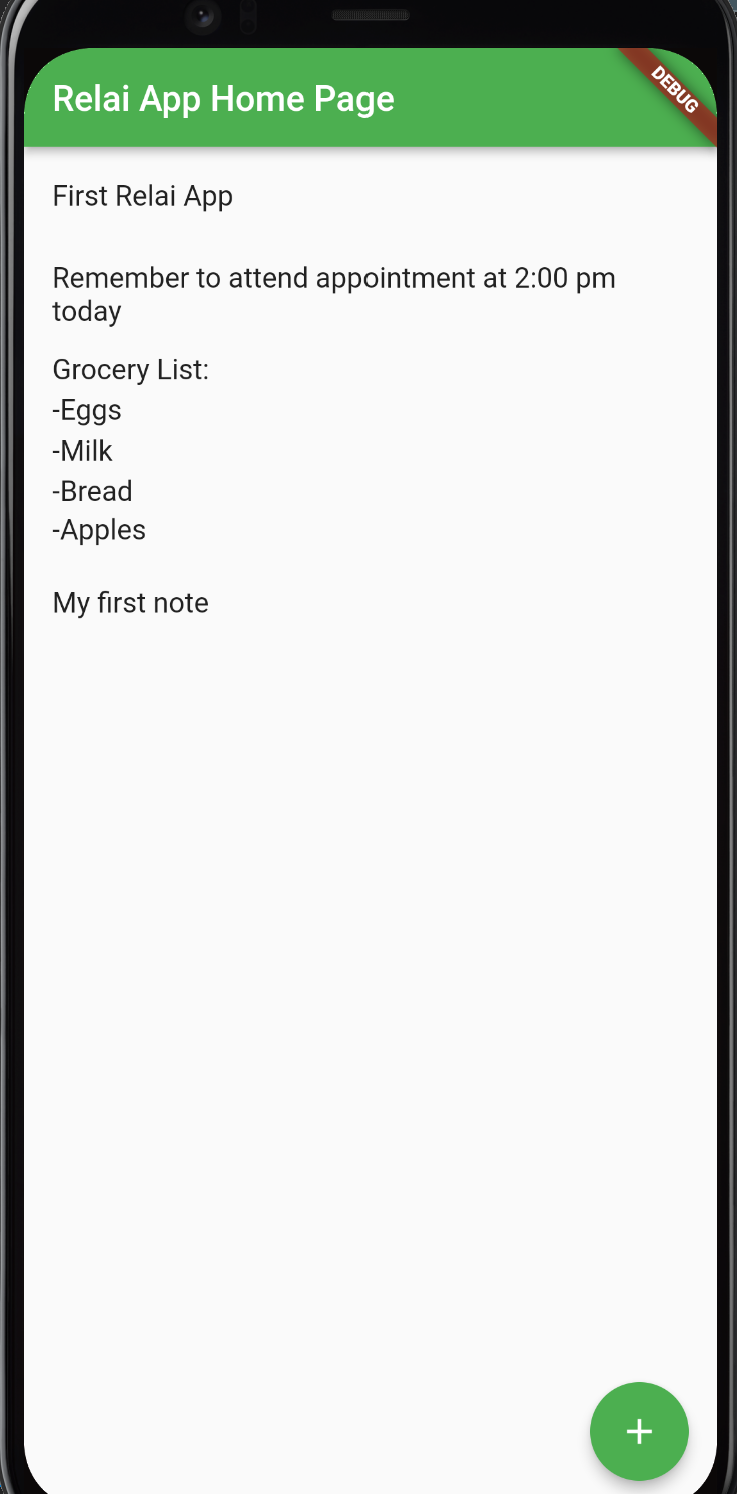 Relai App Home Page
DEBUG
First Relai App
Remember to attend appointment at 2:00 pm
today
Grocery List:
-Eggs
-Milk
-Bread
-Apples
My first note
+